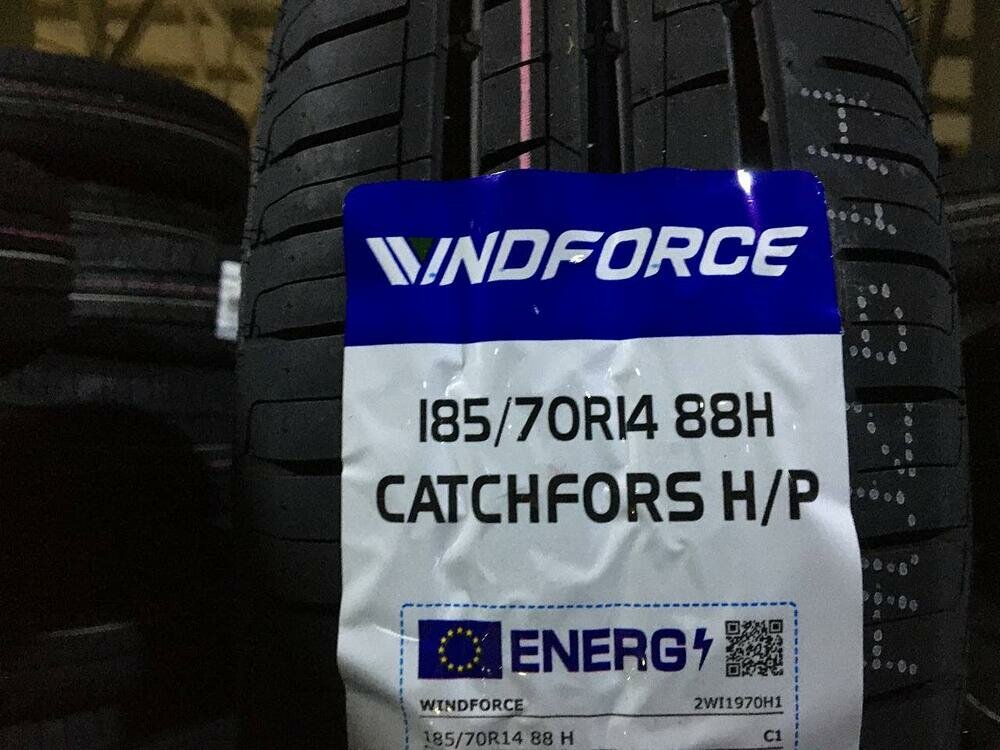 WINDFORCE
185/70R14 88H
CATCHFORS H/P
ENERG
WINDFORCE 2WI1970H1
185/70R14 88 H C1